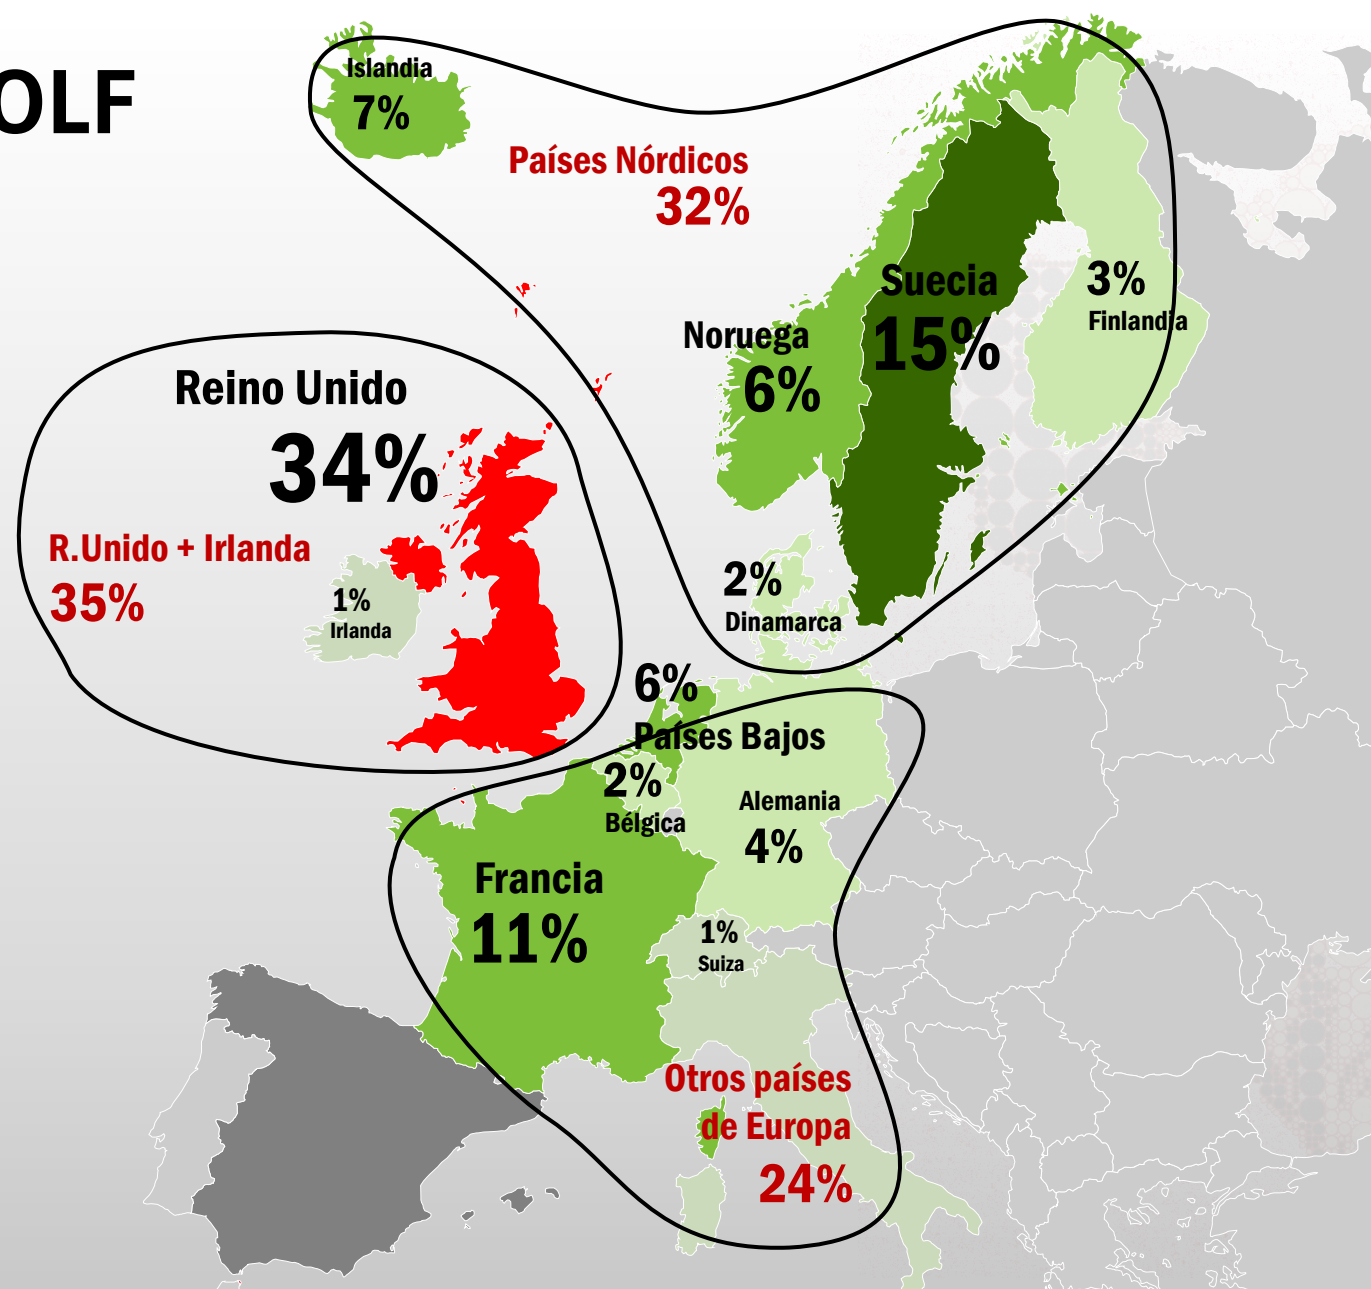 OLF
Islandia
7%
Países Nórdicos
32%
Suecia
15%
3%
Finlandia
Noruega
6%
Reino Unido
34%
R.Unido + Irlanda
35%
1%
Irlanda
2%
Dinamarca
6%
Países Bajos
2%
Bélgica
Alemania
4%
Francia
11%
1%
Suiza
Otros países
de Europa
24%